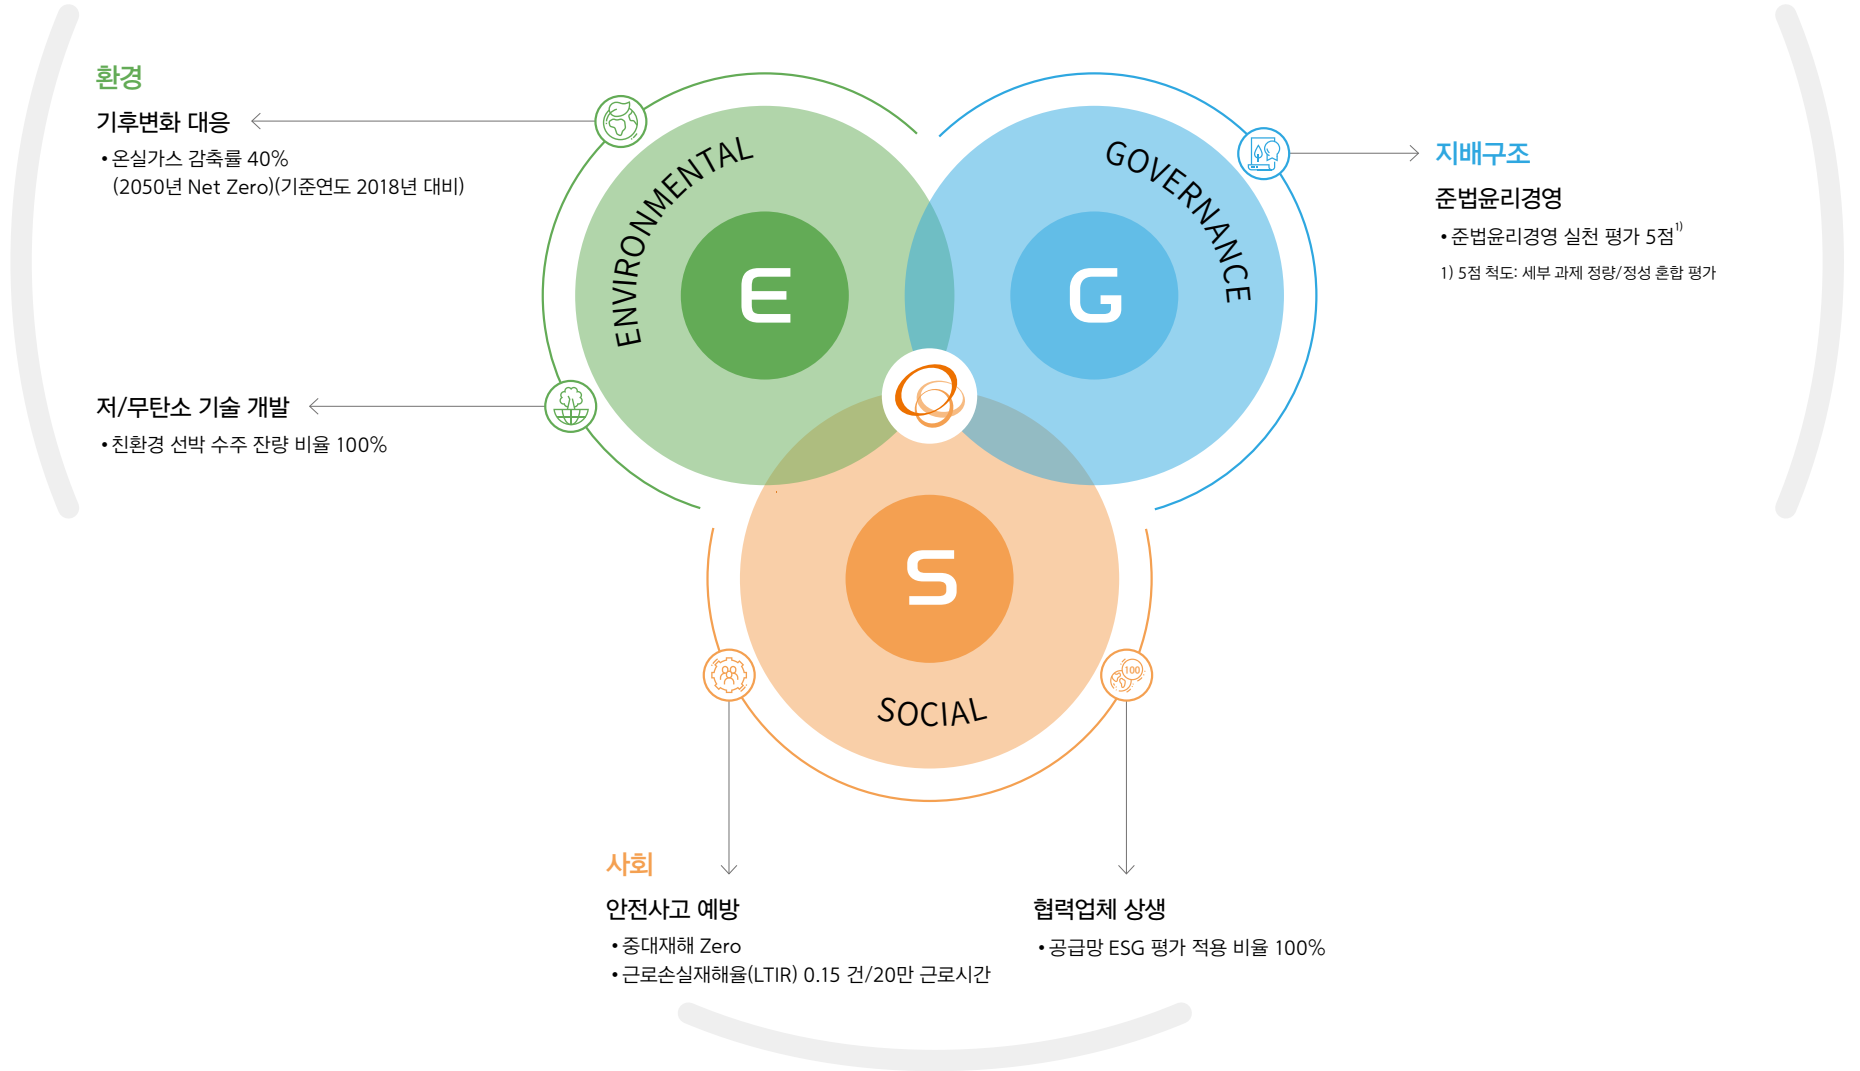 환경
기후변화 대응
• 온실가스 감축률 40%
(2050년 Net Zero)(기준연도 2018년 대비)
저/무탄소 기술 개발
• 친환경 선박 수주 잔량 비율 100%
ENVIRONMENTAL
E
GOVERNANCE
G
지배구조
준법윤리경영
• 준법윤리경영 실천 평가 5점1)
1) 5점 척도: 세부 과제 정량/정성 혼합 평가
S
SOCIAL
100
사회
안전사고 예방
• 중대재해 Zero
• 근로손실재해율(LTIR) 0.15 건/20만 근로시간
협력업체 상생
• 공급망 ESG 평가 적용 비율 100%